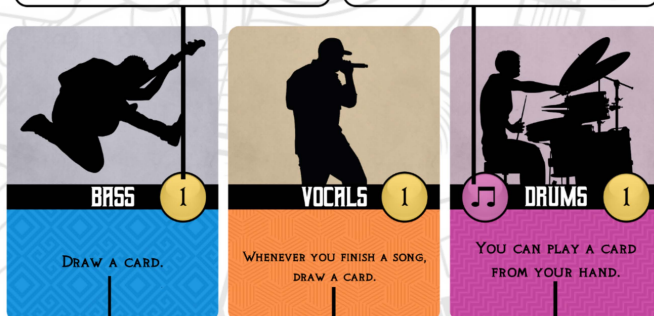 BASS 1
DRAW A CARD.
VOCALS 1
WHENEVER YOU FINISH A SONG,
DRAW A CARD.
DRUMS 1
YOU CAN PLAY A CARD
FROM YOUR HAND.